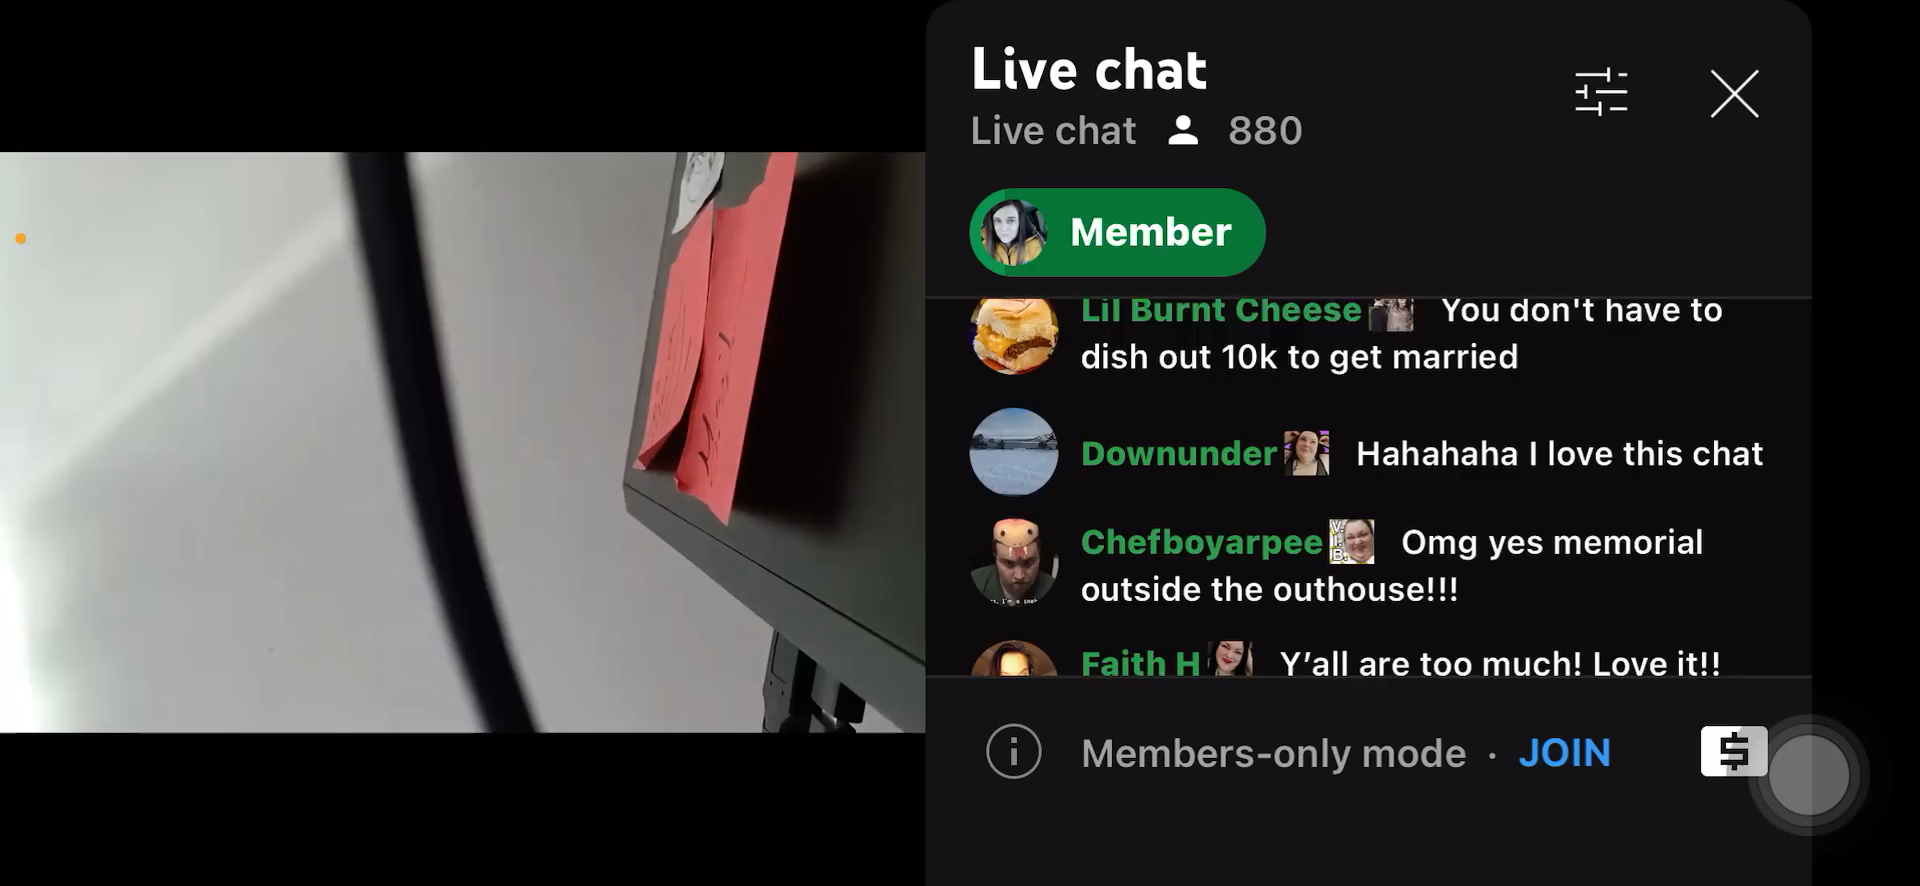 Live chat
Live chat 880
Member
Lil Burnt Cheese You don't have to
dish out 10k to get married
Downunder Hahahaha I love this chat
Chefboyarpee Omg yes memorial
outside the outhouse!!!
Faith H Y’all are too much! Love it!!
Members-only mode · JOIN